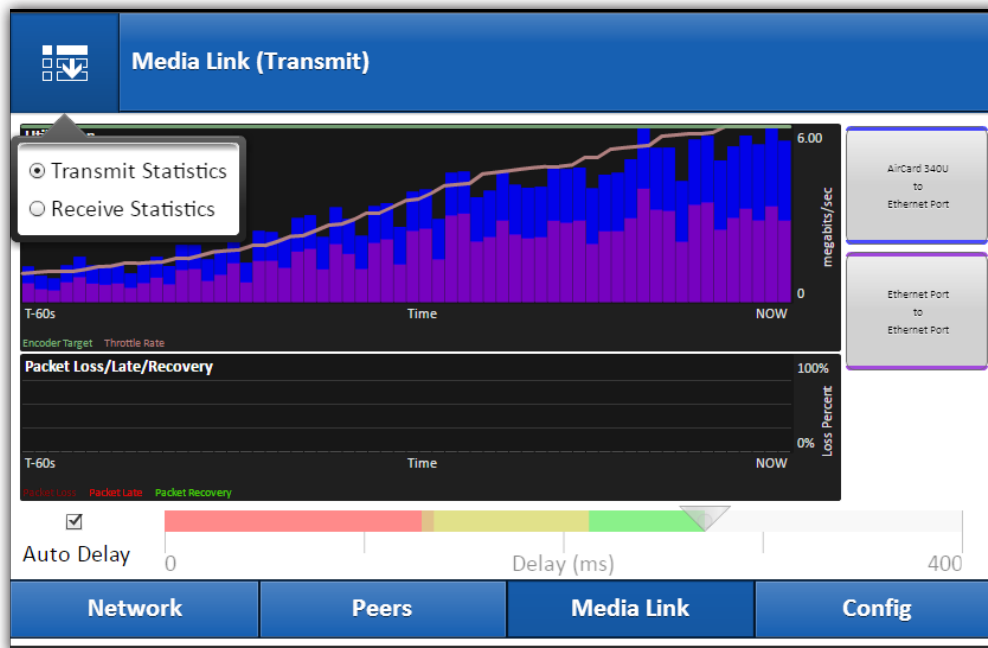 Media Link (Transmit)
Transmit Statistics
Receive Statistics
6.00
megabits/sec
0
T-60s
Time
NOW
Encoder Target Throttle Rate
AirCard 340U
to
Ethernet Port
Ethernet Port
to
Ethernet Port
Packet Loss/Late/Recovery
100%
Loss Percent
0%
T-60s
Time
NOW
Packet Loss Packet Late Packet Recovery
Auto Delay
0
Delay (ms)
400
Network
Peers
Media Link
Config